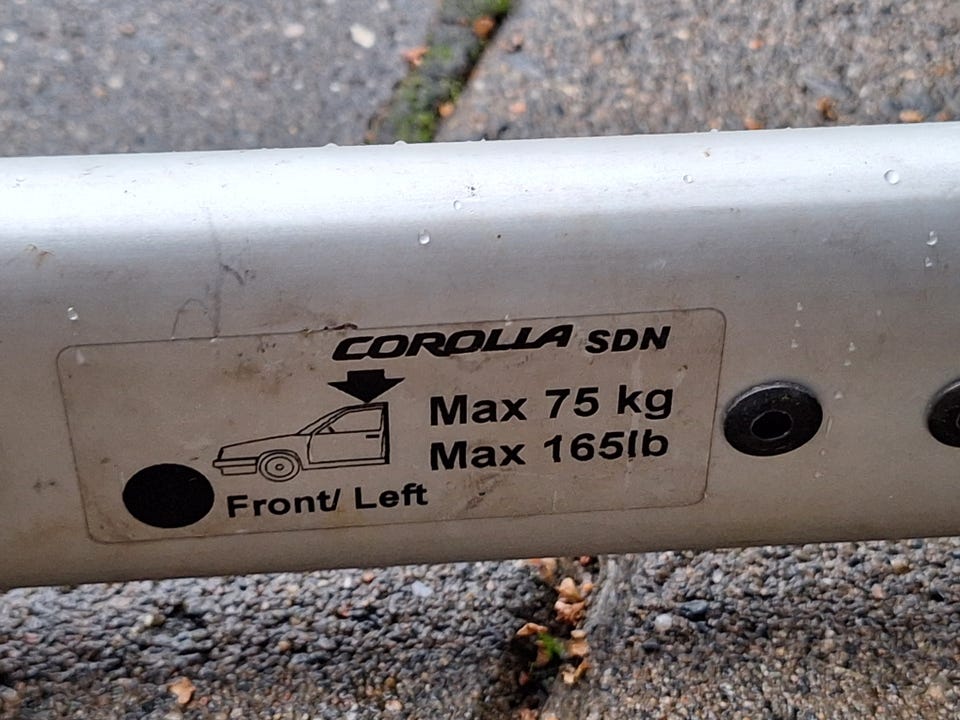 COROLLA SDN
Max 75 kg
Max 165lb
Front/ Left